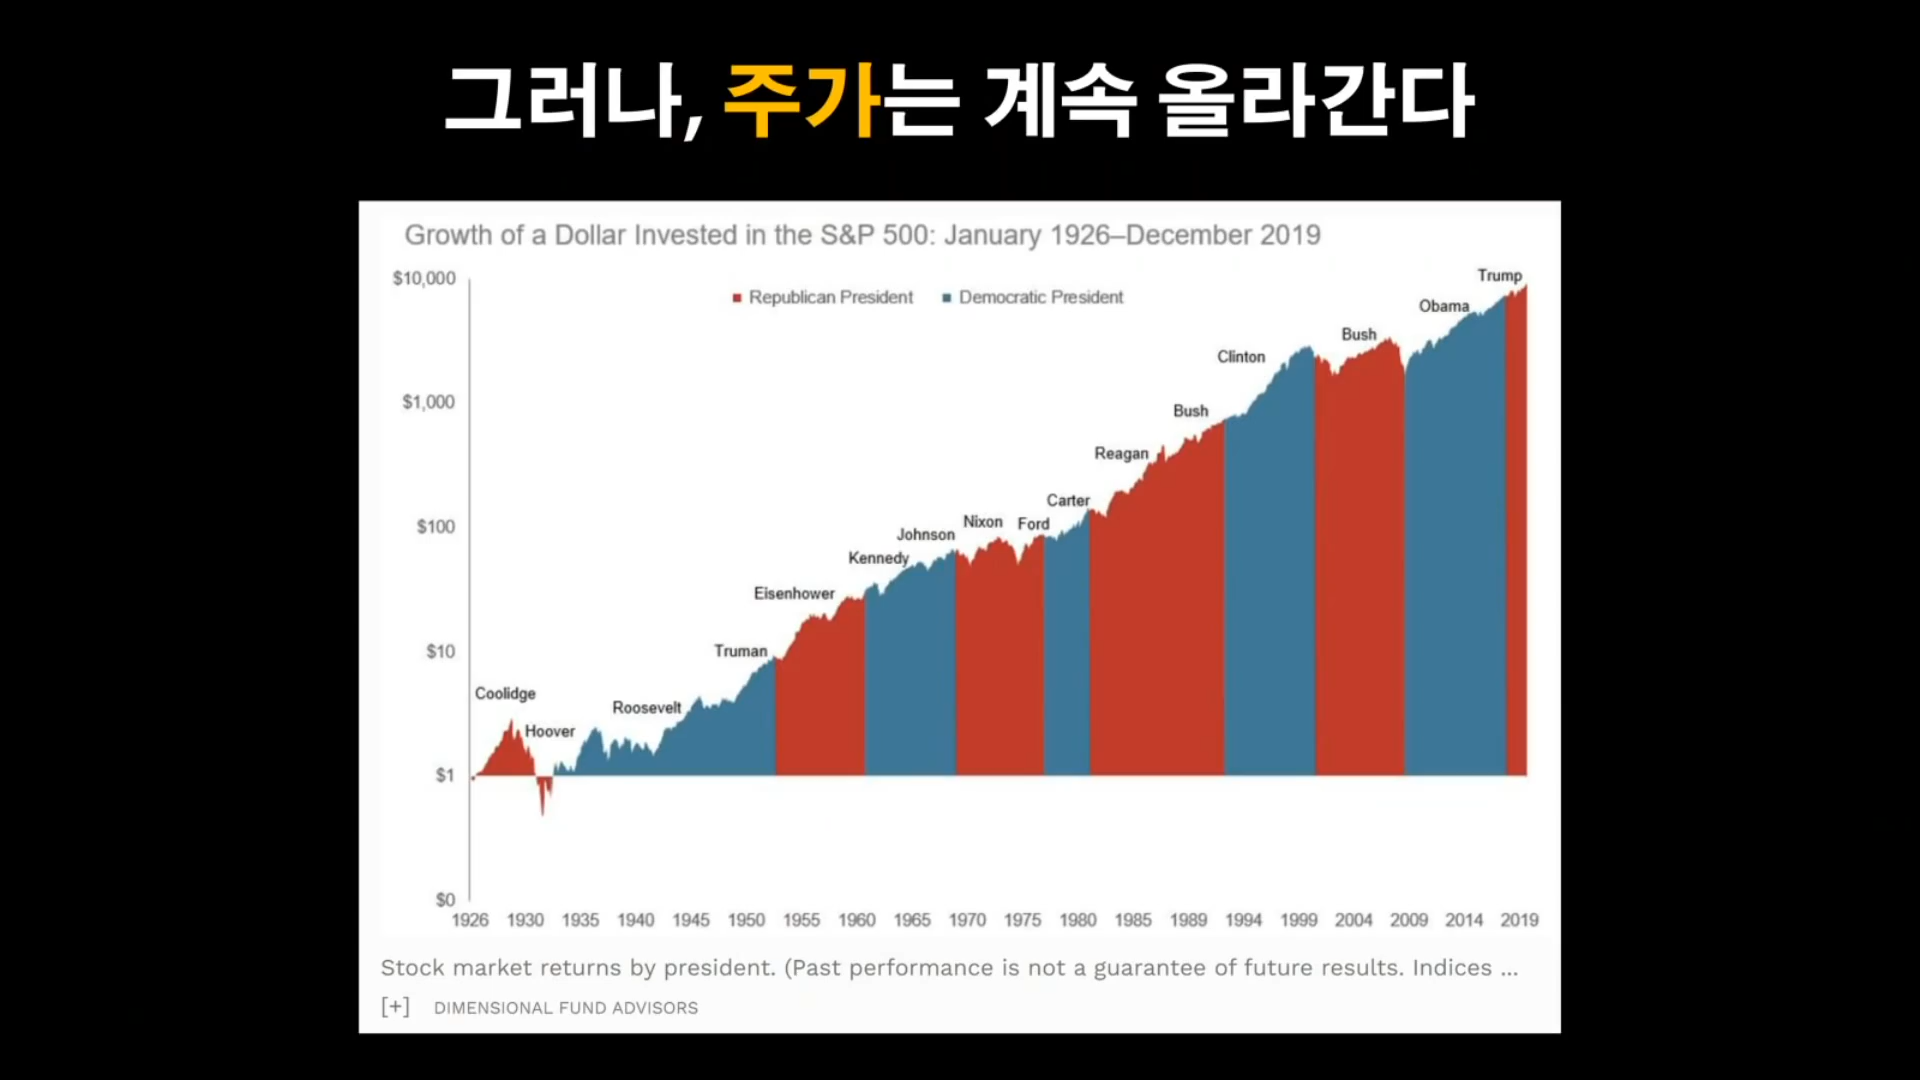 그러나, 주가는 계속 올라간다
Growth of a Dollar Invested in the S&P 500: January 1926–December 2019
$10,000
Republican President
Democratic President
Trump
Obama
Bush
Clinton
$1,000
Bush
Reagan
Carter
$100
Johnson
Nixon
Ford
Kennedy
Eisenhower
$10
Truman
Coolidge
Roosevelt
Hoover
$1
$0
1926 1930 1935 1940 1945 1950 1955 1960 1965 1970 1975 1980 1985 1989 1994 1999 2004 2009 2014 2019
Stock market returns by president. (Past performance is not a guarantee of future results. Indices ...
[+] DIMENSIONAL FUND ADVISORS